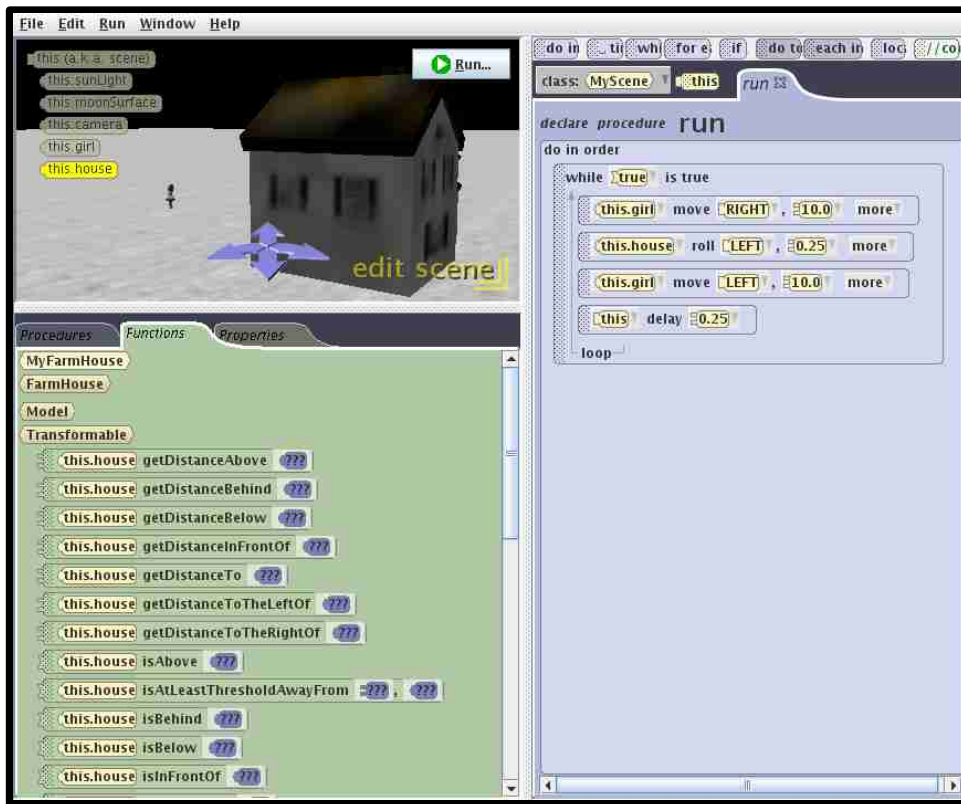 File Edit Run Window Help
this (a.k.a. scene)
this.sunLight
this.moonSurface
this.camera
this.girl
this.house
Run...
edit scene
Procedures Functions Properties
MyFarmHouse
FarmHouse
Model
Transformable
this.house getDistanceAbove ???
this.house getDistanceBehind ???
this.house getDistanceBelow ???
this.house getDistanceInFrontOf ???
this.house getDistanceTo ???
this.house getDistanceToTheLeftOf ???
this.house getDistanceToTheRightOf ???
this.house isAbove ???
this.house isAtLeastThresholdAwayFrom ???, ???
this.house isBehind ???
this.house isBelow ???
this.house isInFrontOf ???
do in for e if do to each in loc //co
class: MyScene this run
declare procedure run
do in order
while true is true
this.girl move RIGHT, 10.0 more
this.house roll LEFT, 0.25 more
this.girl move LEFT, 10.0 more
this delay 0.25
loop